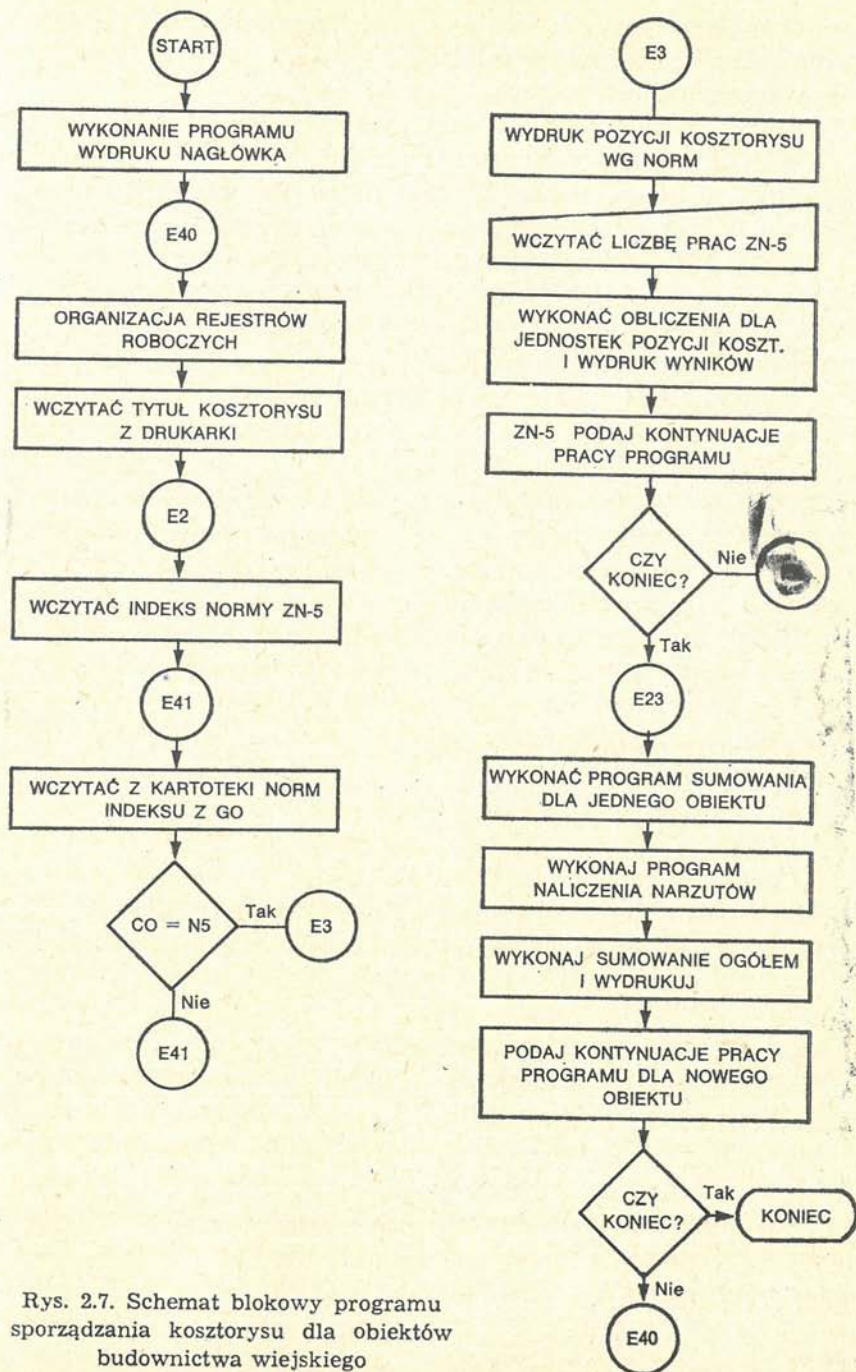 START
WYKONANIE PROGRAMU
WYDRUKU NAGŁÓWKA
E40
ORGANIZACJA REJESTRÓW
ROBOCZYCH
WCZYTAĆ TYTUŁ KOSZTORYSU
Z DRUKARKI
E2
WCZYTAĆ INDEKS NORMY ZN-5
E41
WCZYTAĆ Z KARTOTEKI NORM
INDEKSU Z GO
CO = N5
Tak
E3
Nie
E41
E3
WYDRUK POZYCJI KOSZTORYSU
WG NORM
WCZYTAĆ LICZBĘ PRAC ZN-5
WYKONAĆ OBLICZENIA DLA
JEDNOSTEK POZYCJI KOSZT.
I WYDRUK WYNIKÓW
ZN-5 PODAJ KONTYNUACJE
PRACY PROGRAMU
CZY
KONIEC?
Nie
Tak
E23
WYKONAĆ PROGRAM SUMOWANIA
DLA JEDNEGO OBIEKTU
WYKONAJ PROGRAM
NALICZENIA NARZUTÓW
WYKONAJ SUMOWANIE OGÓŁEM
I WYDRUKUJ
PODAJ KONTYNUACJE PRACY
PROGRAMU DLA NOWEGO
OBIEKTU
CZY
KONIEC?
Tak
KONIEC
Nie
E40
Rys. 2.7. Schemat blokowy programu
sporządzania kosztorysu dla obiektów
budownictwa wiejskiego